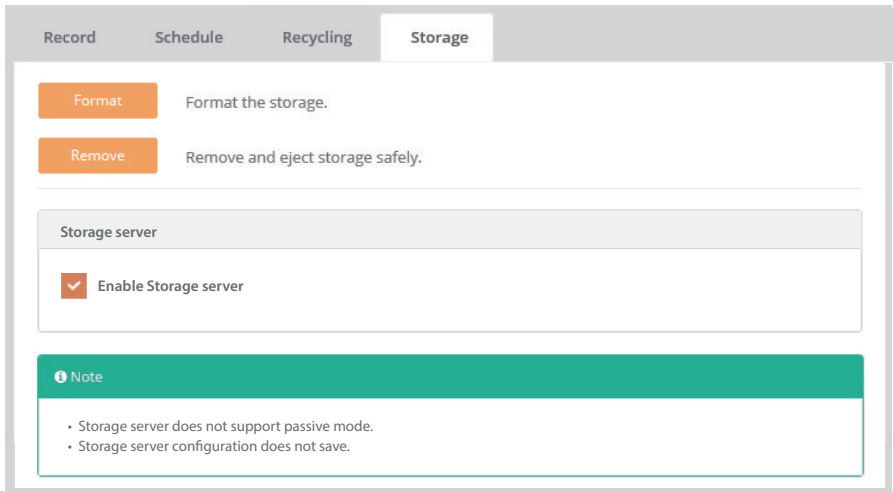 Record Schedule Recycling Storage
Format Format the storage.
Remove Remove and eject storage safely.
Storage server
Enable Storage server
Note
• Storage server does not support passive mode.
• Storage server configuration does not save.